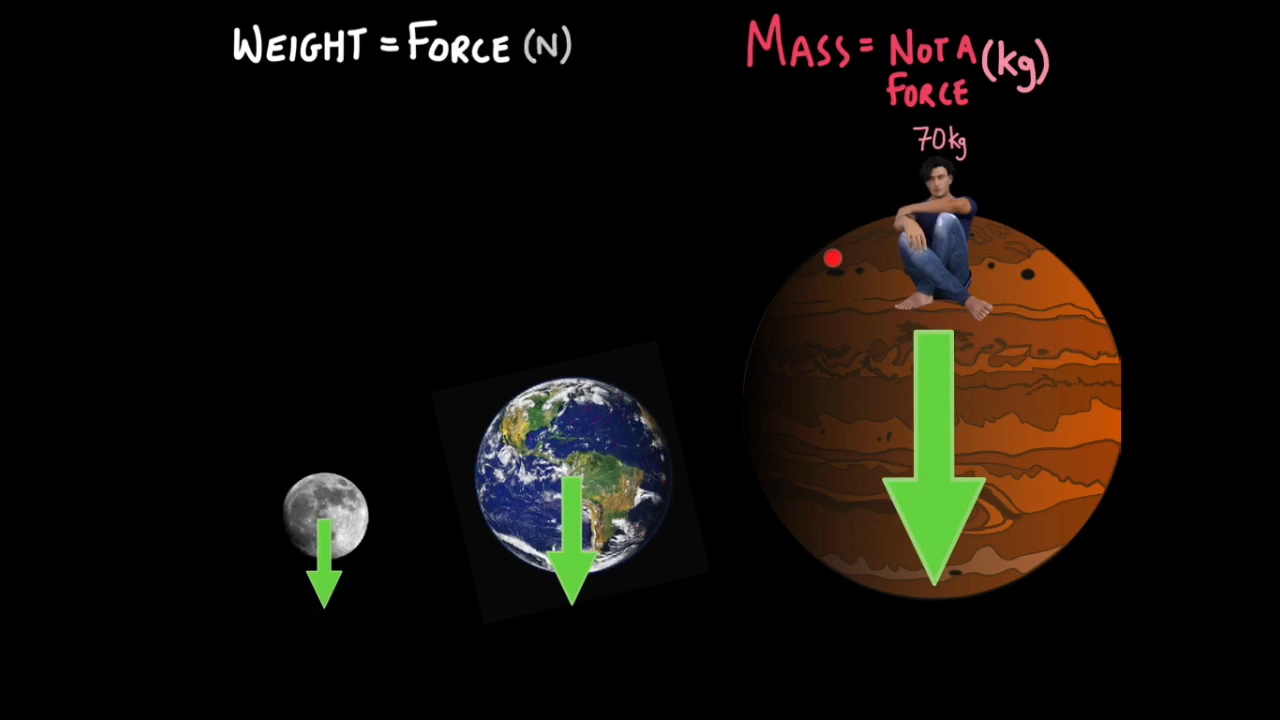 WEIGHT = FORCE (N)
MASS = NOT A (kg)
FORCE
70kg